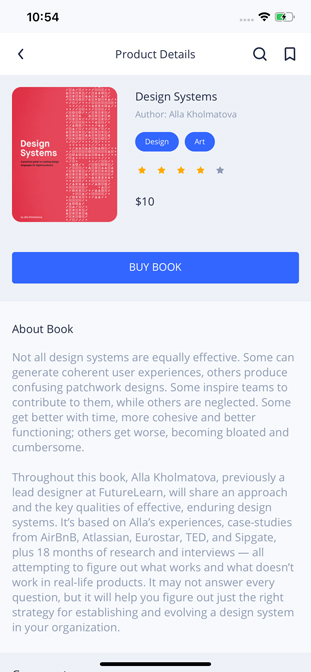 10:54
Product Details
Design Systems
Author: Alla Kholmatova
Design Art
Design
Systems
$10
BUY BOOK
About Book
Not all design systems are equally effective. Some can
generate coherent user experiences, others produce
confusing patchwork designs. Some inspire teams to
contribute to them, while others are neglected. Some
get better with time, more cohesive and better
functioning; others get worse, becoming bloated and
cumbersome.
Throughout this book, Alla Kholmatova, previously a
lead designer at FutureLearn, will share an approach
and the key qualities of effective, enduring design
systems. It’s based on Alla’s experiences, case-studies
from AirBnB, Atlassian, Eurostar, TED, and Sipgate,
plus 18 months of research and interviews — all
attempting to figure out what works and what doesn’t
work in real-life products. It may not answer every
question, but it will help you figure out just the right
strategy for establishing and evolving a design system
in your organization.